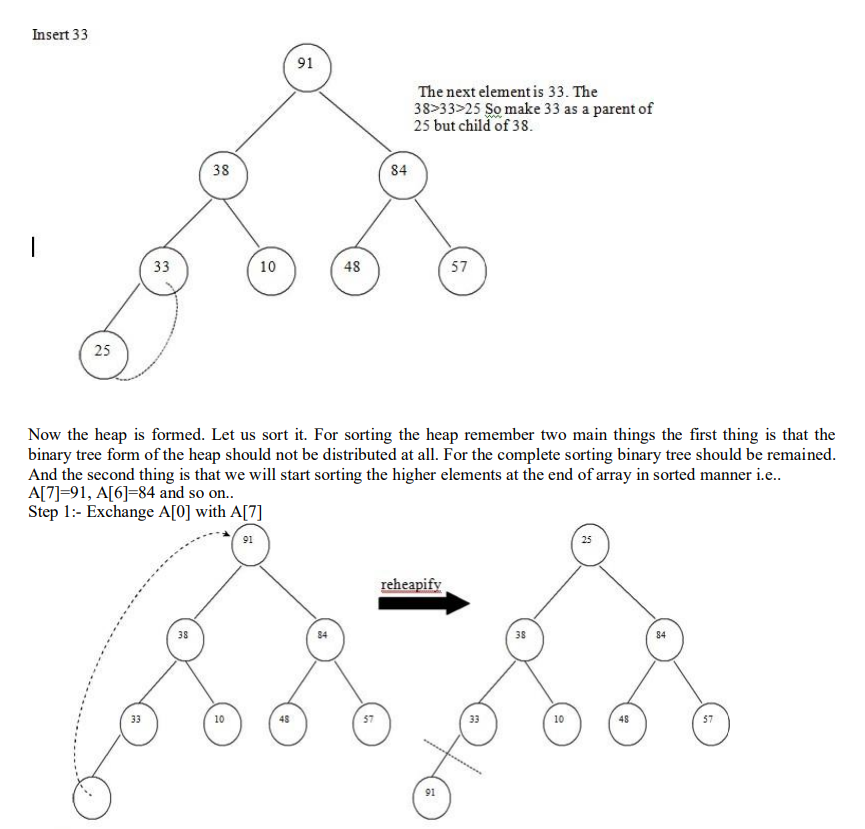 Insert 33
91
The next element is 33. The
38>33>25 So make 33 as a parent of
25 but child of 38.
38
84
33
10
48
57
25
Now the heap is formed. Let us sort it. For sorting the heap remember two main things the first thing is that the
binary tree form of the heap should not be distributed at all. For the complete sorting binary tree should be remained.
And the second thing is that we will start sorting the higher elements at the end of array in sorted manner i.e..
A[7]=91, A[6]=84 and so on..
Step 1:- Exchange A[0] with A[7]
91
25
reheapify
38
84
38
84
33
10
48
57
33
10
48
57
91